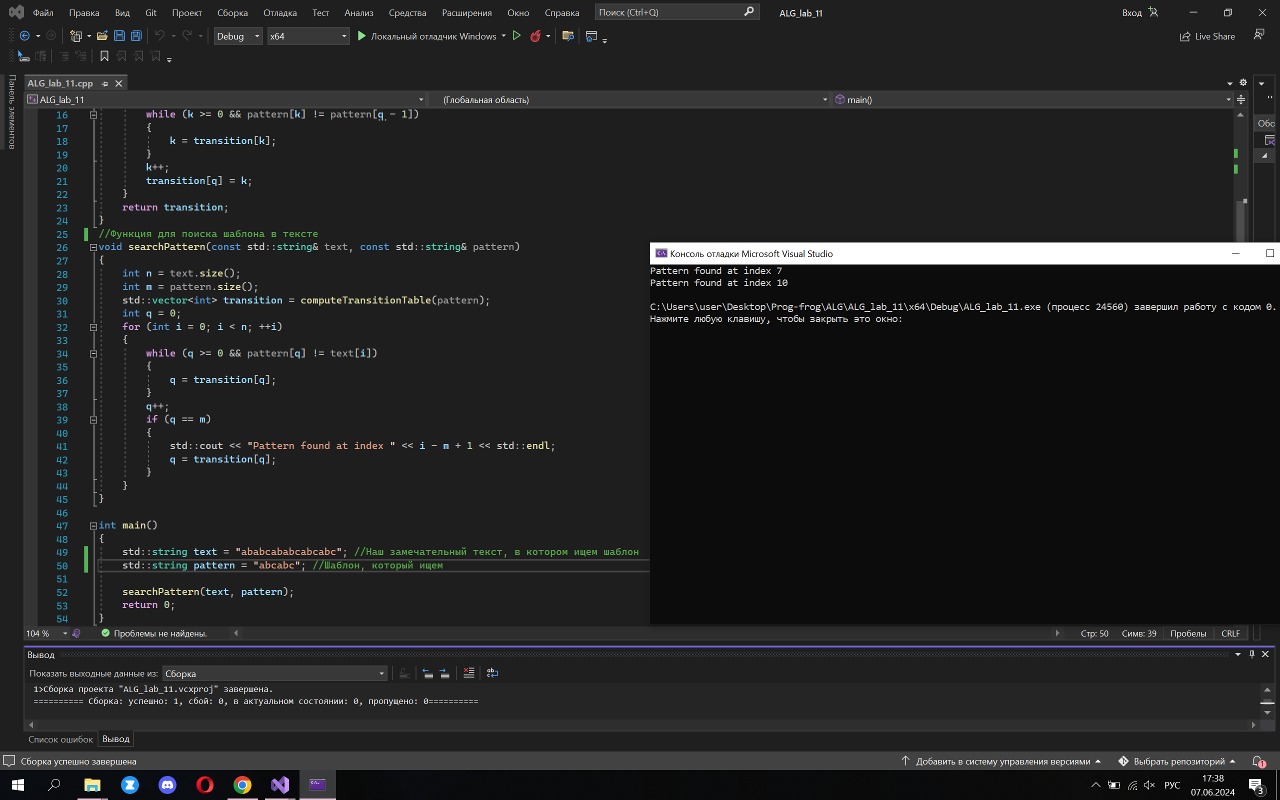 Файл Правка Вид Git Проект Сборка Отладка Тест Анализ Средства Расширения Окно Справка Поиск (Ctrl+Q) ALG_lab_11 Вход
Debug x64 Локальный отладчик Windows Live Share
Панель элементов
ALG_lab_11.cpp
ALG_lab_11 (Глобальная область) main()
Обо
16 while (k >= 0 && pattern[k] != pattern[q - 1])
17 {
18 k = transition[k];
19 }
20 k++;
21 transition[q] = k;
22 }
23 return transition;
24 }
25 //Функция для поиска шаблона в тексте
26 void searchPattern(const std::string& text, const std::string& pattern)
27 {
28 int n = text.size();
29 int m = pattern.size();
30 std::vector<int> transition = computeTransitionTable(pattern);
31 int q = 0;
32 for (int i = 0; i < n; ++i)
33 {
34 while (q >= 0 && pattern[q] != text[i])
35 {
36 q = transition[q];
37 }
38 q++;
39 if (q == m)
40 {
41 std::cout << "Pattern found at index " << i - m + 1 << std::endl;
42 q = transition[q];
43 }
44 }
45 }
46
47 int main()
48 {
49 std::string text = "ababcababcabcabc"; //Наш замечательный текст, в котором ищем шаблон
50 std::string pattern = "abcabc"; //Шаблон, который ищем
51
52 searchPattern(text, pattern);
53 return 0;
54 }
Консоль отладки Microsoft Visual Studio
Pattern found at index 7
Pattern found at index 10
C:\Users\user\Desktop\Prog-frog\ALG\ALG_lab_11\x64\Debug\ALG_lab_11.exe (процесс 24560) завершил работу с кодом 0.
Нажмите любую клавишу, чтобы закрыть это окно:
104 % Проблемы не найдены. Стр: 50 Симв: 39 Пробелы CRLF
Вывод
Показать выходные данные из: Сборка
1>Сборка проекта "ALG_lab_11.vcxproj" завершена.
========== Сборка: успешно: 1, сбой: 0, в актуальном состоянии: 0, пропущено: 0==========
Список ошибок Вывод
Сборка успешно завершена Добавить в систему управления версиями Выбрать репозиторий 1
РУС 17:38
07.06.2024 3